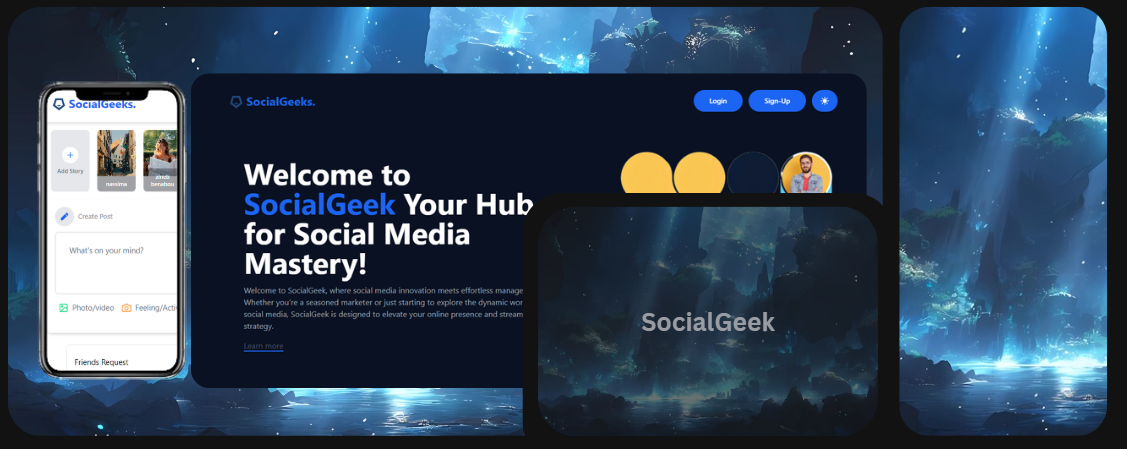 SocialGeeks.
Add Story
nassima
zineb
benabou
Create Post
What's on your mind?
Photo/video
Feeling/Acti
Friends Request
SocialGeeks.
Login
Sign-Up
Welcome to
SocialGeek Your Hub
for Social Media
Mastery!
Welcome to SocialGeek, where social media innovation meets effortless manage
Whether you're a seasoned marketer or just starting to explore the dynamic wor
social media, SocialGeek is designed to elevate your online presence and stream
strategy.
Learn more
SocialGeek